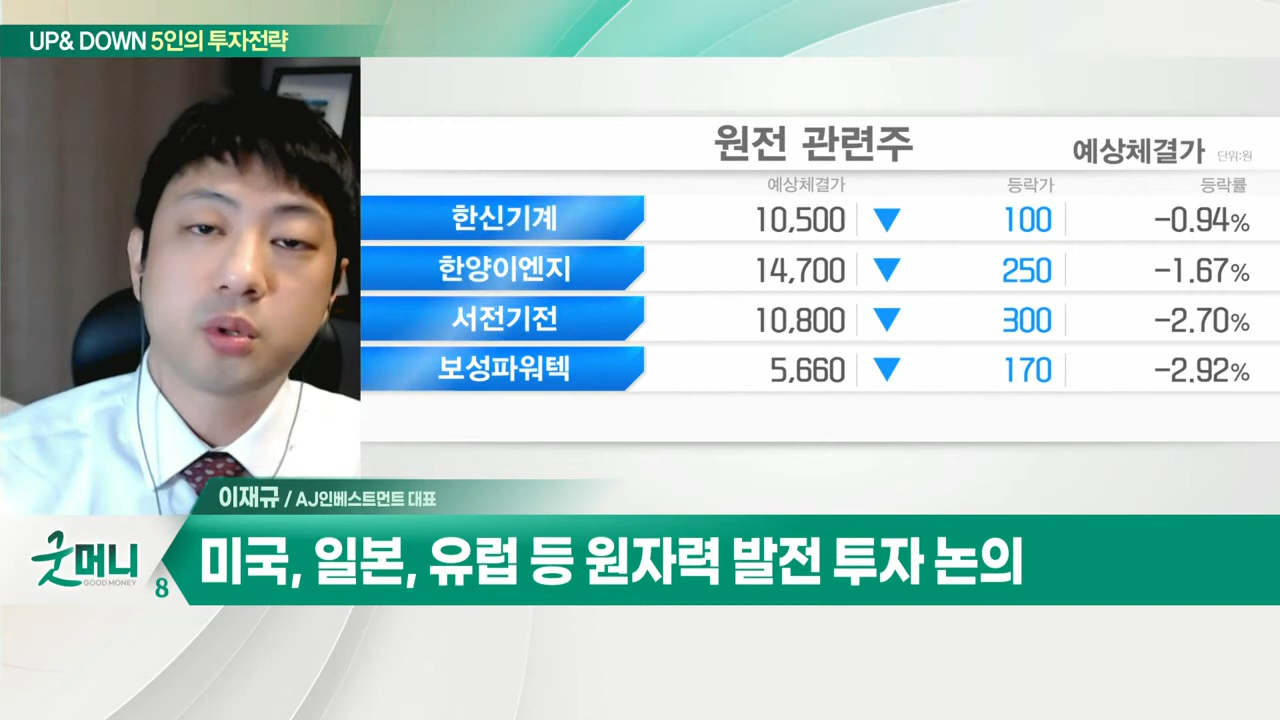 UP& DOWN 5인의 투자전략
원전 관련주
예상체결가 단위:원
예상체결가 등락가 등락률
한신기계 10,500 ▼ 100 -0.94%
한양이엔지 14,700 ▼ 250 -1.67%
서전기전 10,800 ▼ 300 -2.70%
보성파워텍 5,660 ▼ 170 -2.92%
이재규 / AJ인베스트먼트 대표
굿머니
GOOD MONEY
8
미국, 일본, 유럽 등 원자력 발전 투자 논의